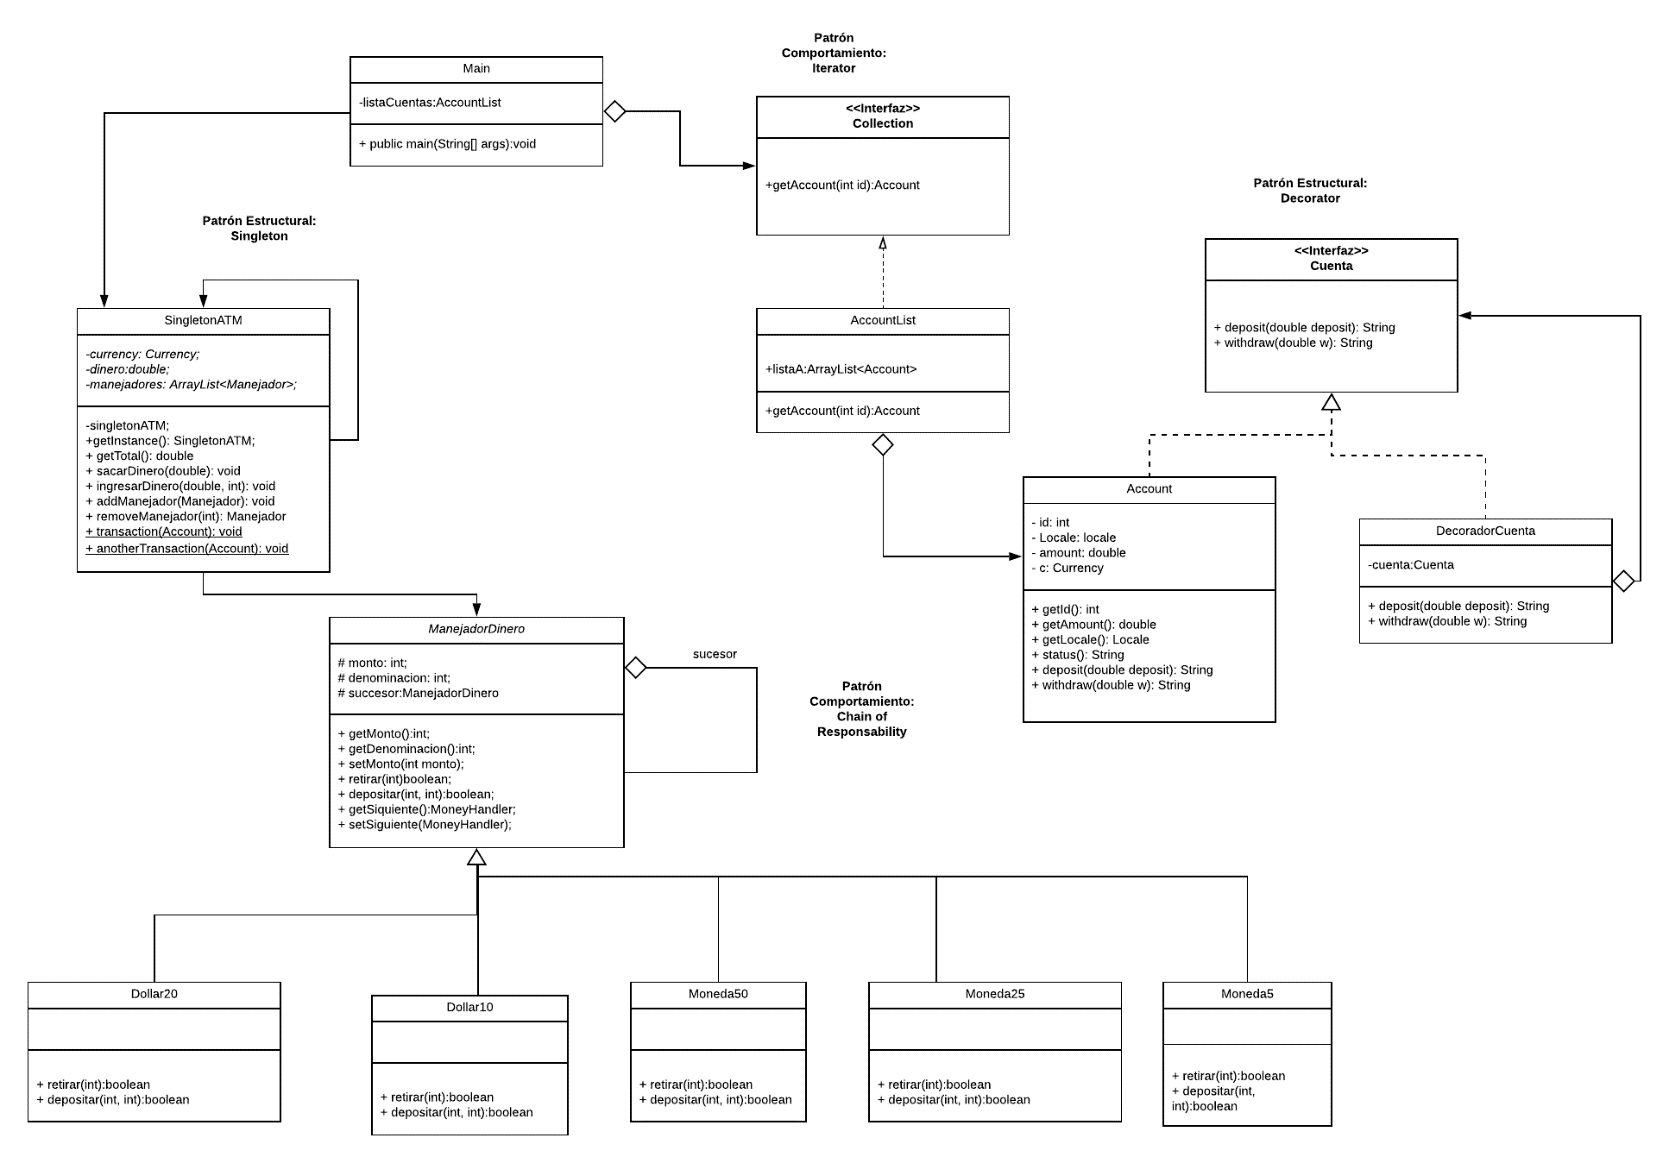 Patrón
Comportamiento:
Iterator
Main
-listaCuentas:AccountList
+ public main(String[] args):void
<<Interfaz>>
Collection
+getAccount(int id):Account
Patrón Estructural:
Decorator
Patrón Estructural:
Singleton
<<Interfaz>>
Cuenta
+ deposit(double deposit): String
+ withdraw(double w): String
SingletonATM
-currency: Currency;
-dinero:double;
-manejadores: ArrayList<Manejador>;
-singletonATM;
+getInstance(): SingletonATM;
+ getTotal(): double
+ sacarDinero(double): void
+ ingresarDinero(double, int): void
+ addManejador(Manejador): void
+ removeManejador(int): Manejador
+ transaction(Account): void
+ anotherTransaction(Account): void
AccountList
+listaA:ArrayList<Account>
+getAccount(int id):Account
Account
- id: int
- Locale: locale
- amount: double
- c: Currency
+ getId(): int
+ getAmount(): double
+ getLocale(): Locale
+ status(): String
+ deposit(double deposit): String
+ withdraw(double w): String
DecoradorCuenta
-cuenta:Cuenta
+ deposit(double deposit): String
+ withdraw(double w): String
ManejadorDinero
# monto: int;
# denominacion: int;
# succesor:ManejadorDinero
+ getMonto():int;
+ getDenominacion():int;
+ setMonto(int monto);
+ retirar(int)boolean;
+ depositar(int, int):boolean;
+ getSiquiente():MoneyHandler;
+ setSiguiente(MoneyHandler);
sucesor
Patrón
Comportamiento:
Chain of
Responsability
Dollar20
+ retirar(int):boolean
+ depositar(int, int):boolean
Dollar10
+ retirar(int):boolean
+ depositar(int, int):boolean
Moneda50
+ retirar(int):boolean
+ depositar(int, int):boolean
Moneda25
+ retirar(int):boolean
+ depositar(int, int):boolean
Moneda5
+ retirar(int):boolean
+ depositar(int,
int):boolean